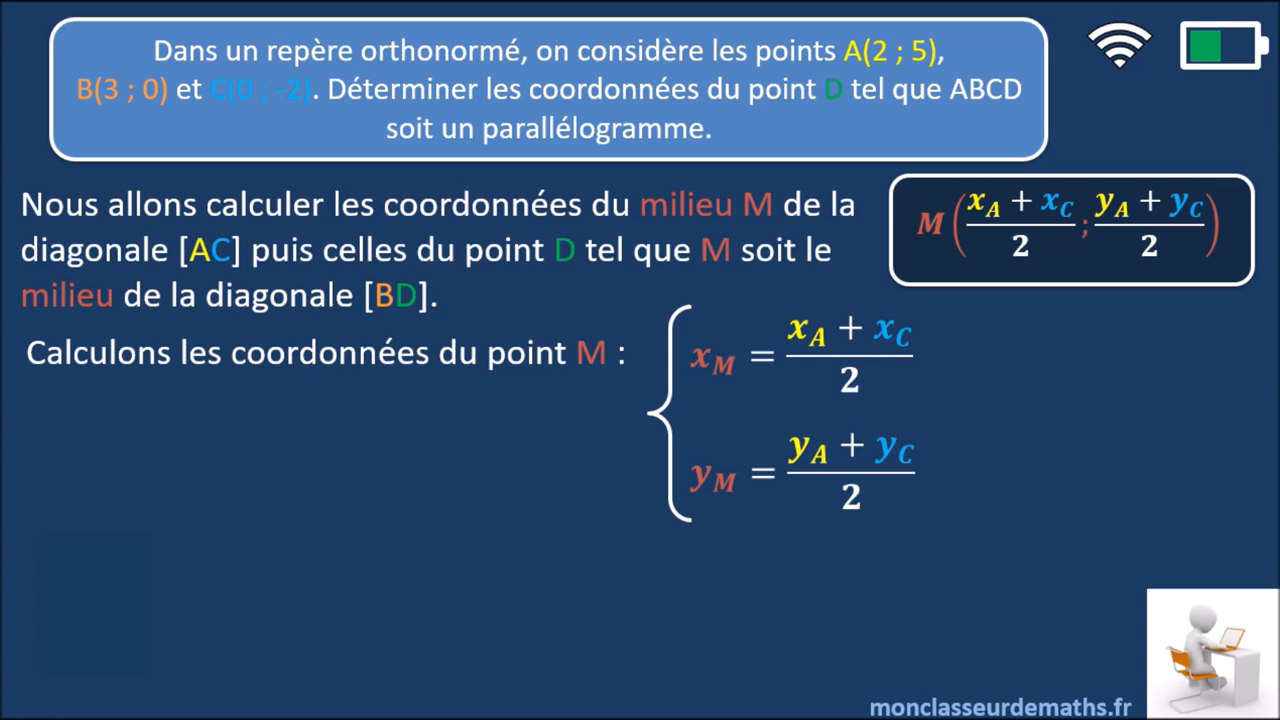 Dans un repère orthonormé, on considère les points A(2 ; 5),
B(3 ; 0) et C(0 ; -2). Déterminer les coordonnées du point D tel que ABCD
soit un parallélogramme.
Nous allons calculer les coordonnées du milieu M de la
diagonale [AC] puis celles du point D tel que M soit le
milieu de la diagonale [BD].
M((x_A + x_C)/2 ; (y_A + y_C)/2)
Calculons les coordonnées du point M :
x_M = (x_A + x_C)/2
y_M = (y_A + y_C)/2
monclasseurdemaths.fr